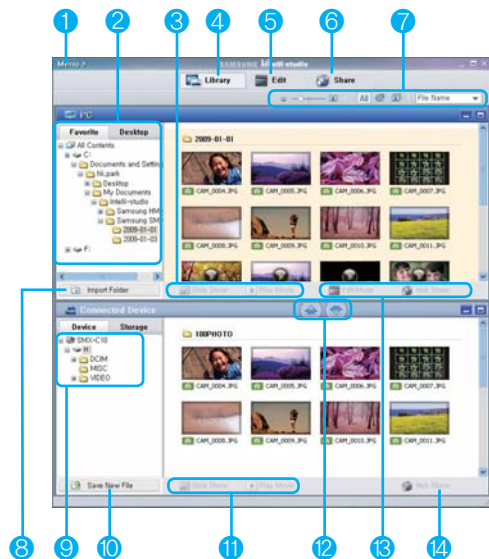 1 2 3 4 5 6 7
Menu >
SAMSUNG Intelli-studio
Library Edit Share
All File Name
PC
Favorite Desktop
All Contents
C:
Documents and Settin
hk.park
Desktop
My Documents
Intelli-studio
Samsung HM
Samsung SM
2009-01-01
2009-01-03
F:
2009-01-01
CAM_0004.JPG CAM_0005.JPG CAM_0006.JPG CAM_0007.JPG
CAM_0008.JPG CAM_0009.JPG CAM_0010.JPG CAM_0011.JPG
Import Folder
Slide Show Play Movie Edit Mode Web Share
Connected Device
Device Storage
SMX-C10
H
DCIM
MISC
VIDEO
100PHOTO
CAM_0004.JPG CAM_0005.JPG CAM_0006.JPG CAM_0007.JPG
CAM_0008.JPG CAM_0009.JPG CAM_0010.JPG CAM_0011.JPG
Save New File
Slide Show Play Movie Web Share
8 9 10 11 12 13 14